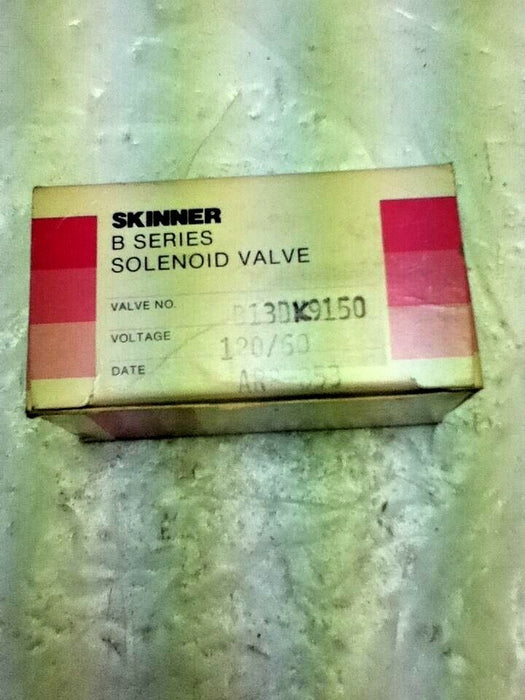 SKINNER
B SERIES
SOLENOID VALVE
VALVE NO. B13DK9150
VOLTAGE 120/60
DATE